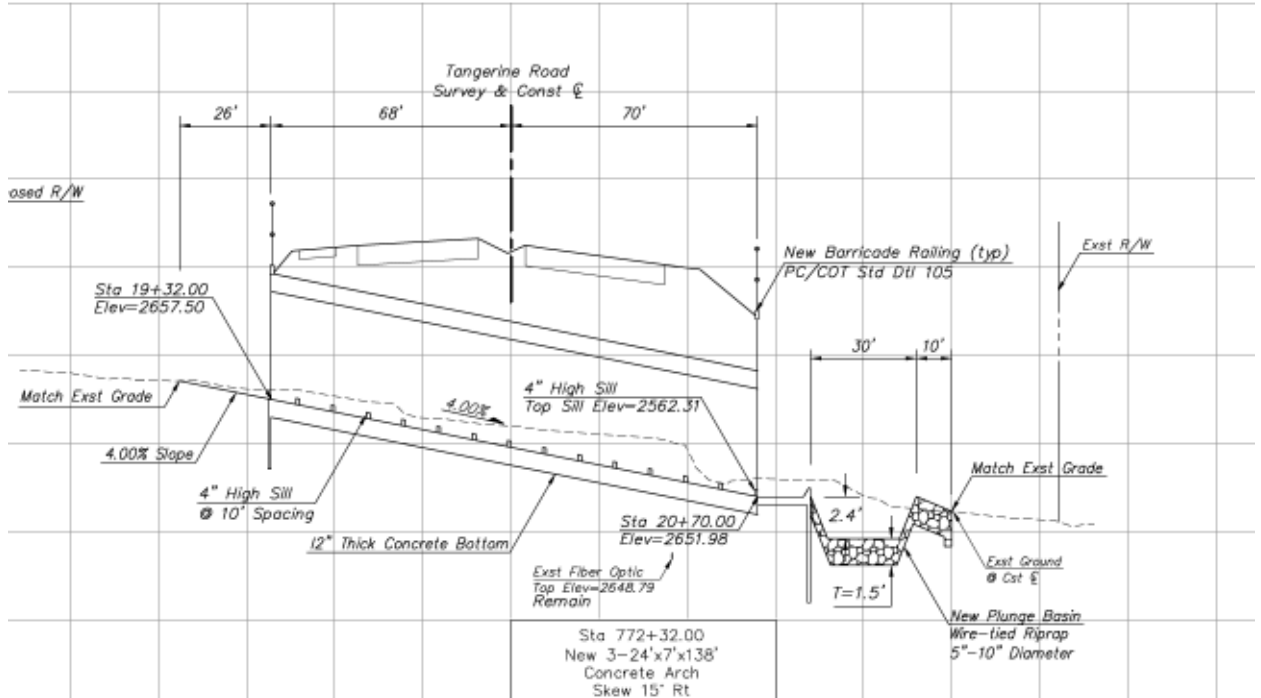 Tangerine Road
Survey & Const ℄
26'
68'
70'
osed R/W
New Barricade Railing (typ)
PC/COT Std Dtl 105
Exst R/W
Sta 19+32.00
Elev=2657.50
30'
10'
Match Exst Grade
4" High Sill
Top Sill Elev=2562.31
4.00%
4.00% Slope
Match Exst Grade
4" High Sill
@ 10' Spacing
2.4'
Sta 20+70.00
Elev=2651.98
12" Thick Concrete Bottom
Exst Fiber Optic
Top Elev=2648.79
Remain
Exst Ground
@ Cst ℄
T=1.5'
New Plunge Basin
Wire-tied Riprap
5"-10" Diameter
Sta 772+32.00
New 3-24'x7'x138'
Concrete Arch
Skew 15° Rt